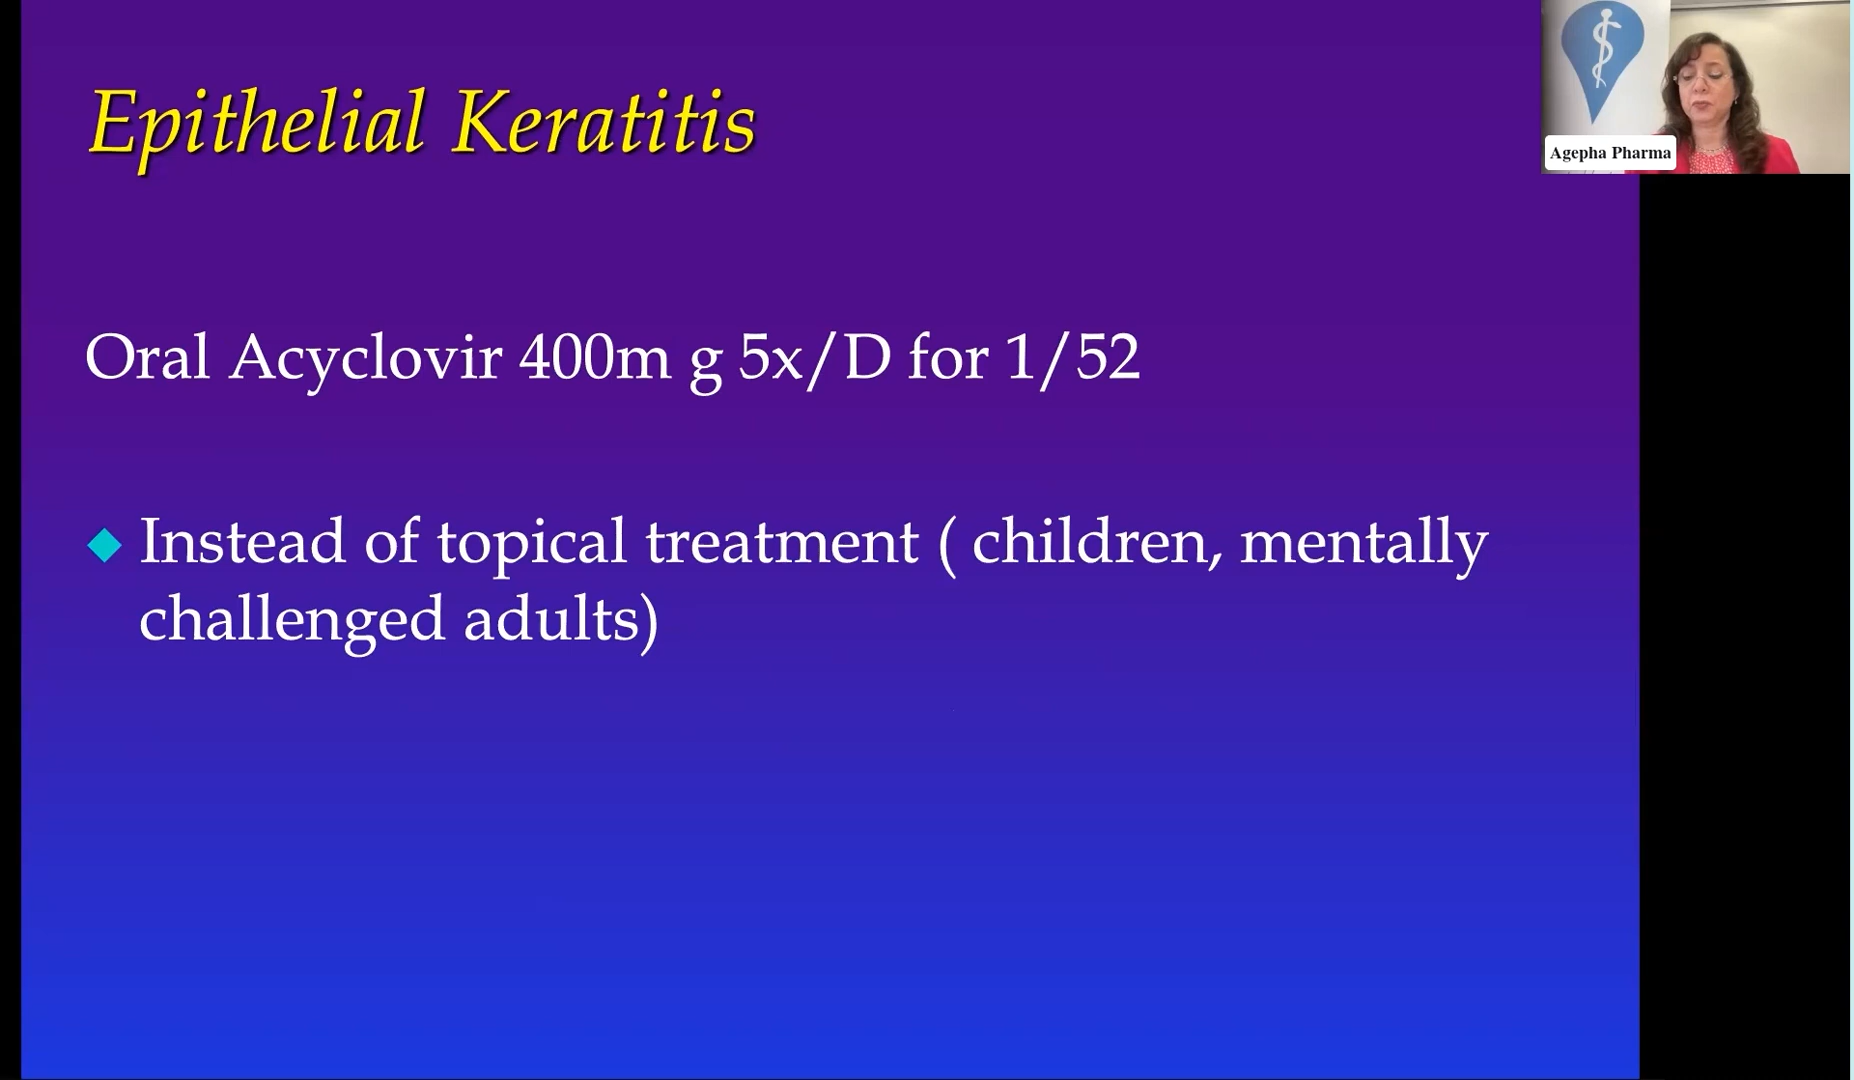 Epithelial Keratitis
Agepha Pharma
Oral Acyclovir 400m g 5x/D for 1/52
Instead of topical treatment ( children, mentally
challenged adults)